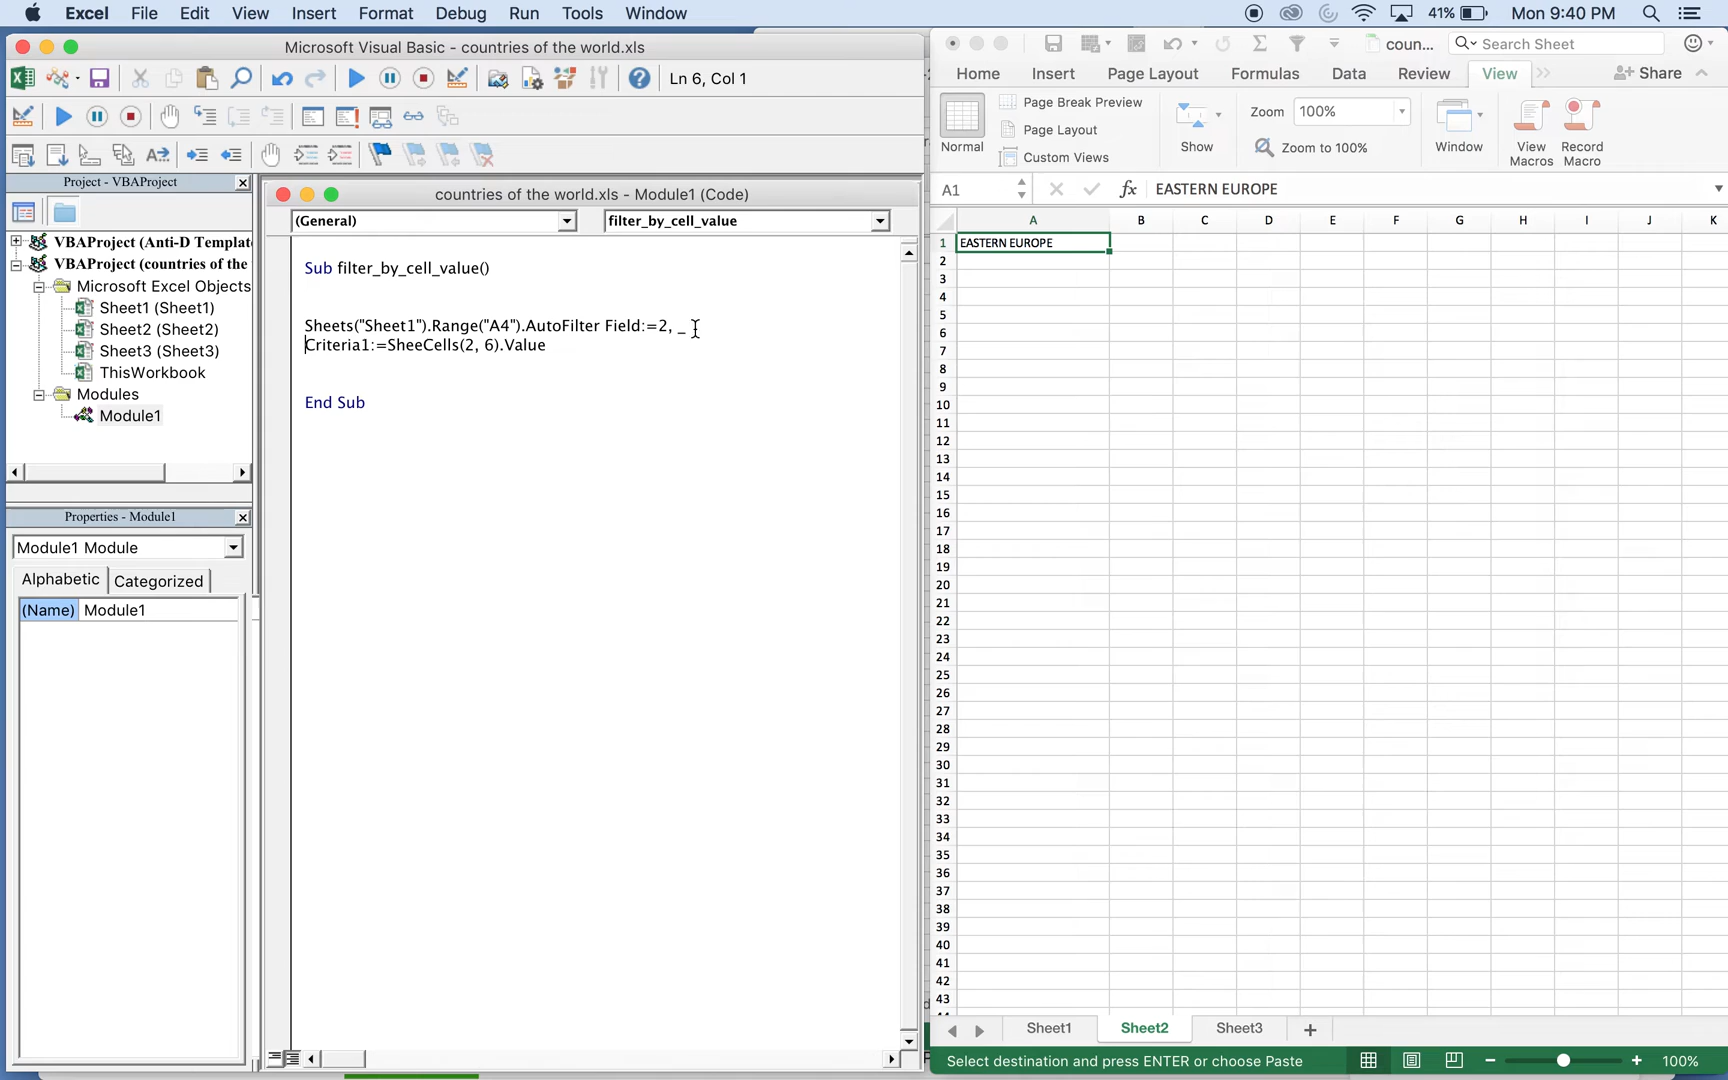 Excel File Edit View Insert Format Debug Run Tools Window 41% Mon 9:40 PM
Microsoft Visual Basic - countries of the world.xls
Ln 6, Col 1
Project - VBAProject
VBAProject (Anti-D Templat
VBAProject (countries of the
Microsoft Excel Objects
Sheet1 (Sheet1)
Sheet2 (Sheet2)
Sheet3 (Sheet3)
ThisWorkbook
Modules
Module1
Properties - Module1
Module1 Module
Alphabetic Categorized
(Name) Module1
countries of the world.xls - Module1 (Code)
(General) filter_by_cell_value
Sub filter_by_cell_value()
Sheets("Sheet1").Range("A4").AutoFilter Field:=2, _
Criteria1:=SheeCells(2, 6).Value
End Sub
coun... Search Sheet
Home Insert Page Layout Formulas Data Review View Share
Normal
Page Break Preview
Page Layout
Custom Views
Show
Zoom 100%
Zoom to 100%
Window
View Macros
Record Macro
A1 fx EASTERN EUROPE
A B C D E F G H I J K
1 EASTERN EUROPE
2
3
4
5
6
7
8
9
10
11
12
13
14
15
16
17
18
19
20
21
22
23
24
25
26
27
28
29
30
31
32
33
34
35
36
37
38
39
40
41
42
43
Sheet1 Sheet2 Sheet3
Select destination and press ENTER or choose Paste 100%